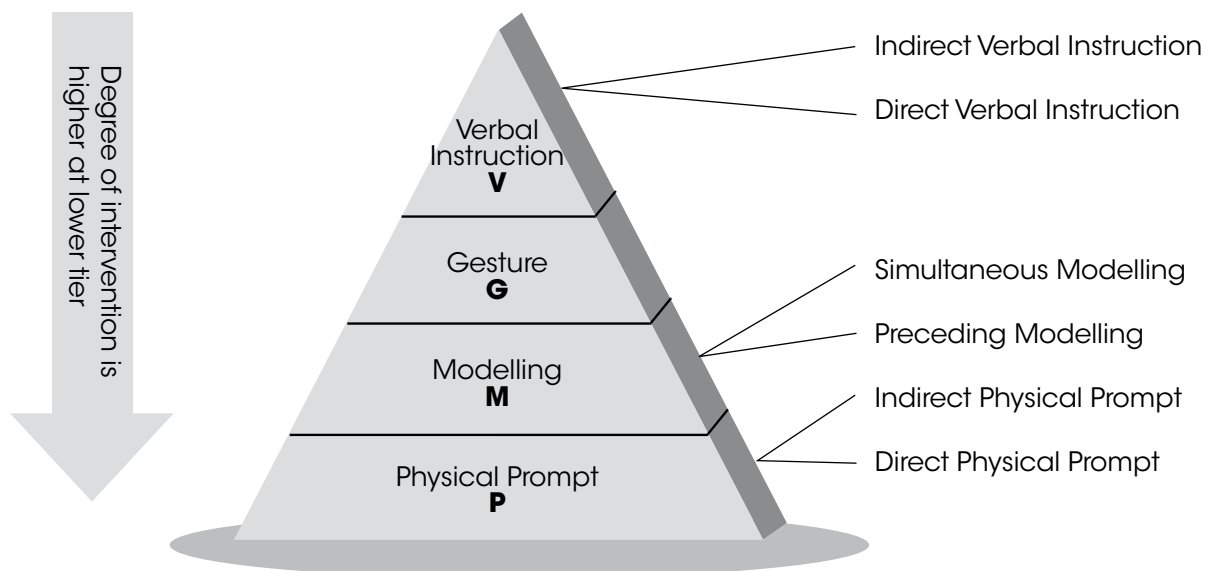 Degree of intervention is
higher at lower tier
Verbal
Instruction
V
Gesture
G
Modelling
M
Physical Prompt
P
Indirect Verbal Instruction
Direct Verbal Instruction
Simultaneous Modelling
Preceding Modelling
Indirect Physical Prompt
Direct Physical Prompt